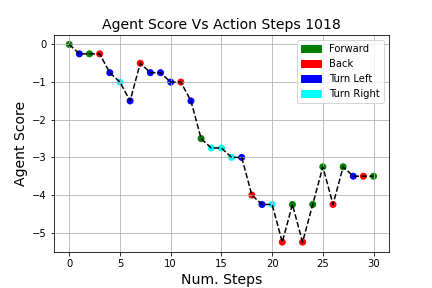 Agent Score Vs Action Steps 1018
Forward
Back
Turn Left
Turn Right
Agent Score
0
−1
−2
−3
−4
−5
0 5 10 15 20 25 30
Num. Steps